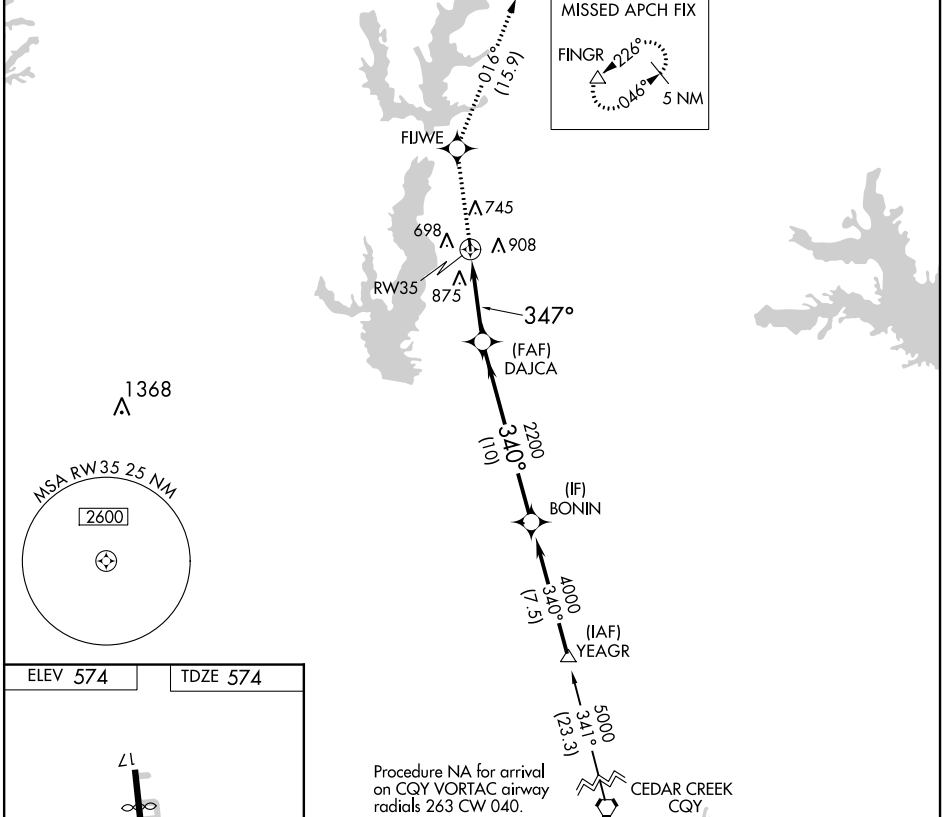 MISSED APCH FIX
FINGR
226°
046°
5 NM
016°
(15.9)
FIJWE
745
698
908
RW35
875
347°
(FAF)
DAJCA
1368
2200
340°
(10)
MSA RW35 25 NM
2600
(IF)
BONIN
4000
340°
(7.5)
(IAF)
YEAGR
ELEV 574
TDZE 574
5000
341°
(23.3)
17
Procedure NA for arrival
on CQY VORTAC airway
radials 263 CW 040.
CEDAR CREEK
CQY